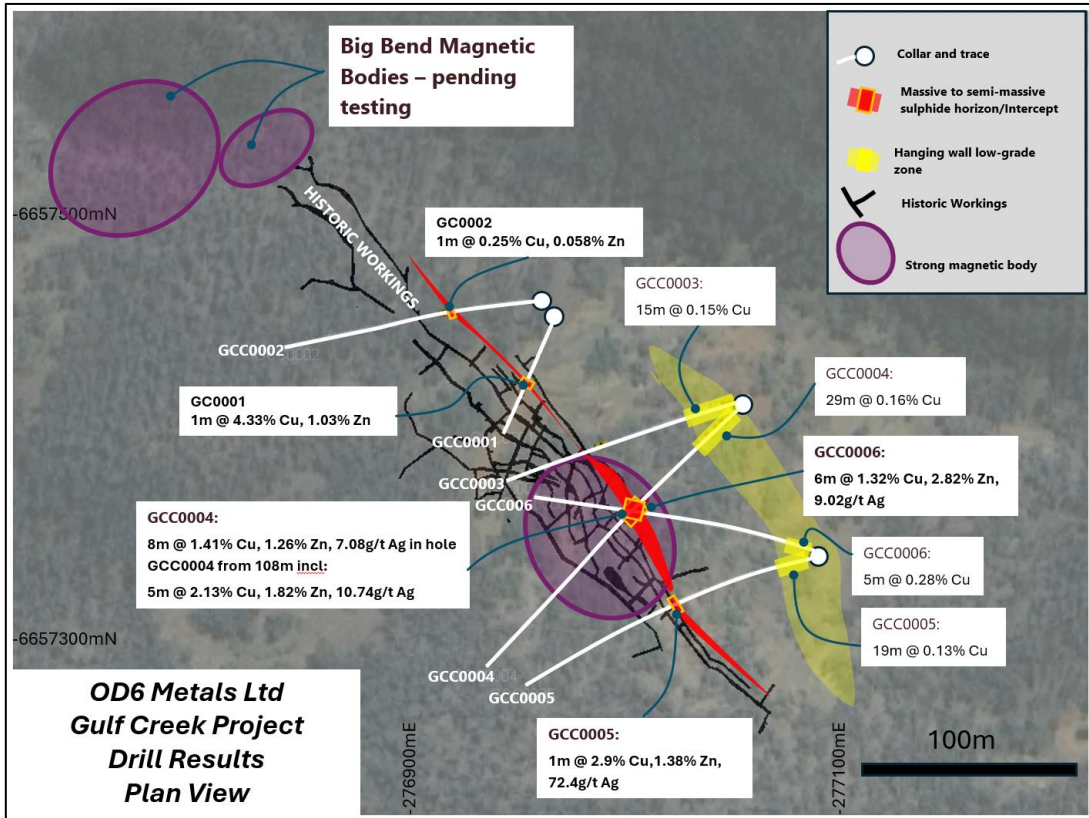 Big Bend Magnetic
Bodies – pending
testing
Collar and trace
Massive to semi-massive
sulphide horizon/Intercept
Hanging wall low-grade
zone
Historic Workings
Strong magnetic body
-6657500mN
HISTORIC WORKINGS
GC0002
1m @ 0.25% Cu, 0.058% Zn
GCC0003:
15m @ 0.15% Cu
GCC0002
GCC0004:
29m @ 0.16% Cu
GC0001
1m @ 4.33% Cu, 1.03% Zn
GCC0001
GCC0006:
6m @ 1.32% Cu, 2.82% Zn,
9.02g/t Ag
GCC0003
GCC006
GCC0004:
8m @ 1.41% Cu, 1.26% Zn, 7.08g/t Ag in hole
GCC0004 from 108m incl:
5m @ 2.13% Cu, 1.82% Zn, 10.74g/t Ag
GCC0006:
5m @ 0.28% Cu
GCC0005:
19m @ 0.13% Cu
-6657300mN
GCC0004
GCC0005
OD6 Metals Ltd
Gulf Creek Project
Drill Results
Plan View
-276900mE
GCC0005:
1m @ 2.9% Cu,1.38% Zn,
72.4g/t Ag
-277100mE
100m